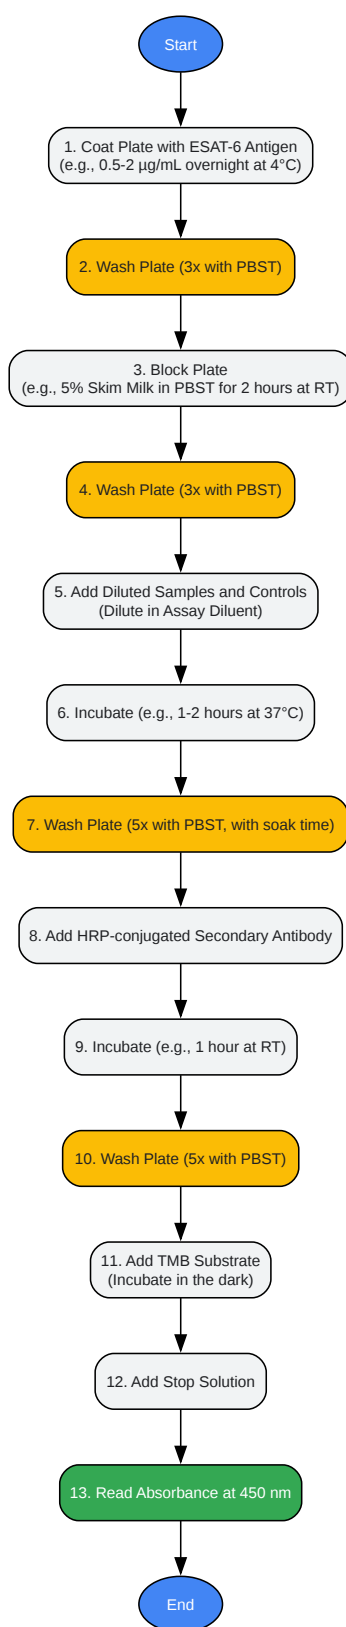 Start
1. Coat Plate with ESAT-6 Antigen
(e.g., 0.5-2 µg/mL overnight at 4°C)
2. Wash Plate (3x with PBST)
3. Block Plate
(e.g., 5% Skim Milk in PBST for 2 hours at RT)
4. Wash Plate (3x with PBST)
5. Add Diluted Samples and Controls
(Dilute in Assay Diluent)
6. Incubate (e.g., 1-2 hours at 37°C)
7. Wash Plate (5x with PBST, with soak time)
8. Add HRP-conjugated Secondary Antibody
9. Incubate (e.g., 1 hour at RT)
10. Wash Plate (5x with PBST)
11. Add TMB Substrate
(Incubate in the dark)
12. Add Stop Solution
13. Read Absorbance at 450 nm
End